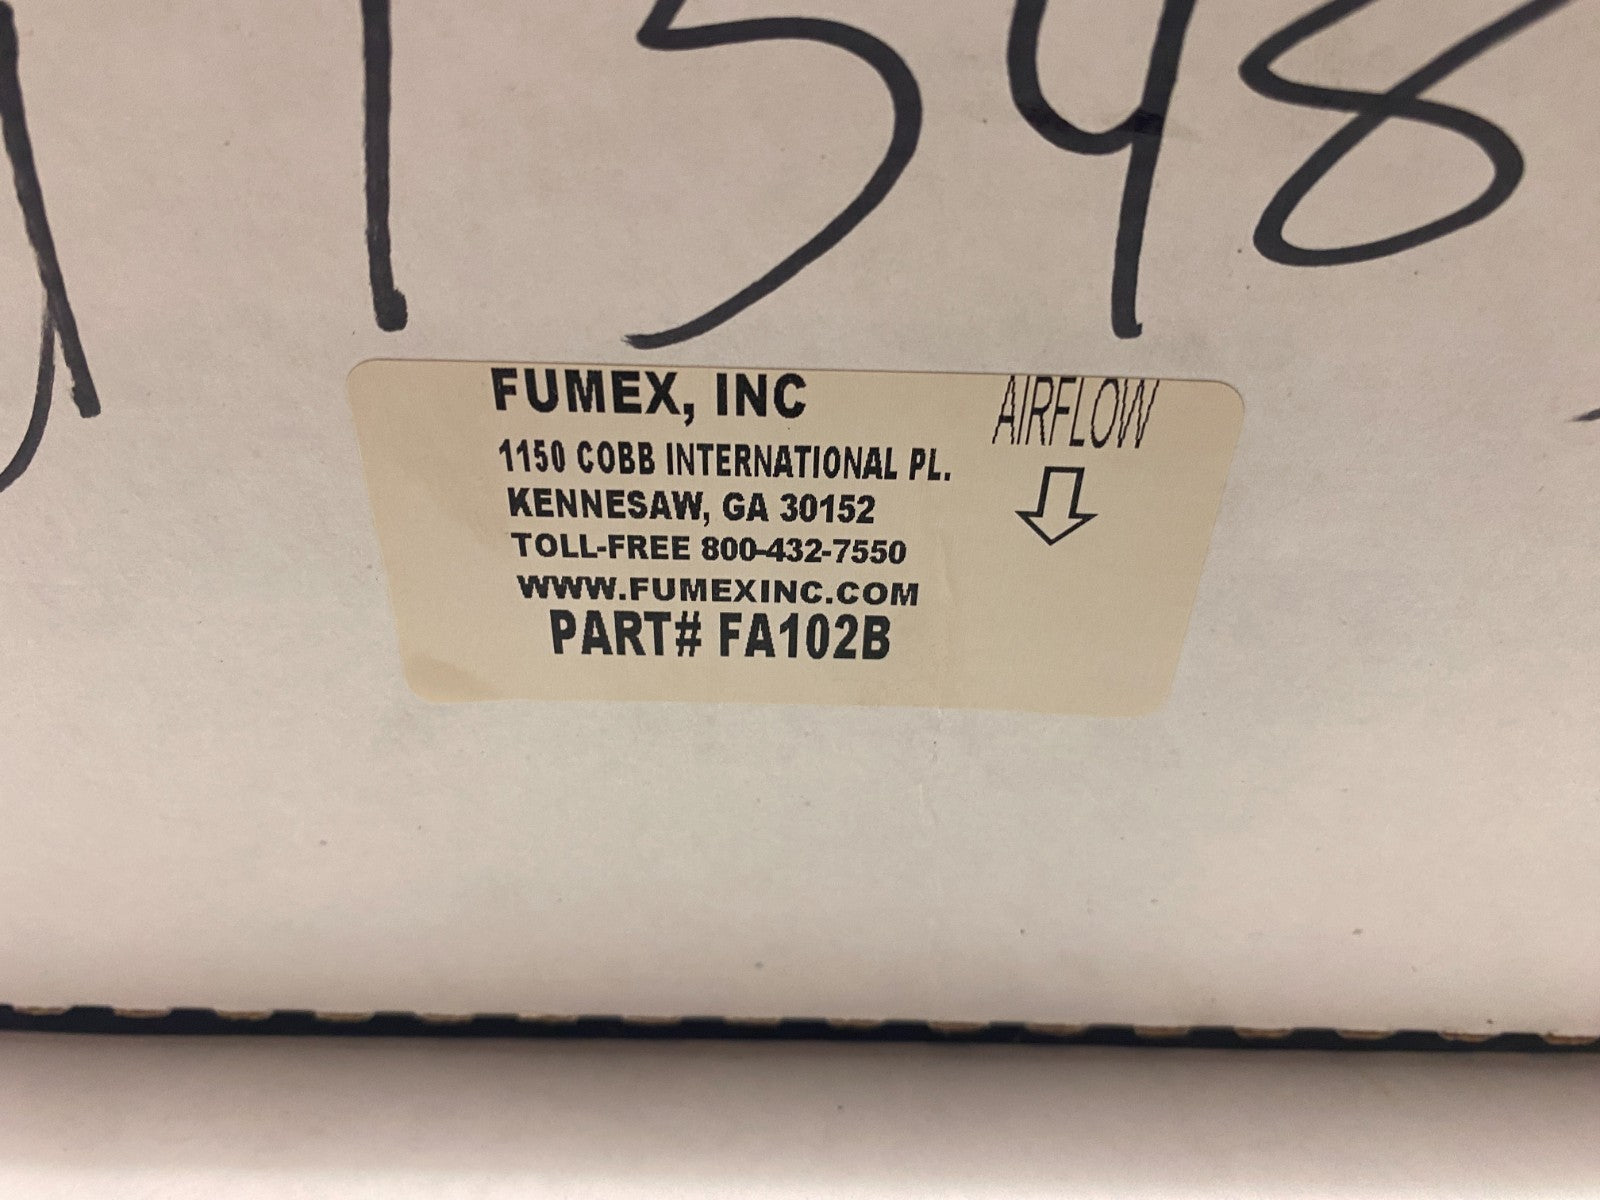 1548
FUMEX, INC
1150 COBB INTERNATIONAL PL.
KENNESAW, GA 30152
TOLL-FREE 800-432-7550
WWW.FUMEXINC.COM
PART# FA102B
AIRFLOW